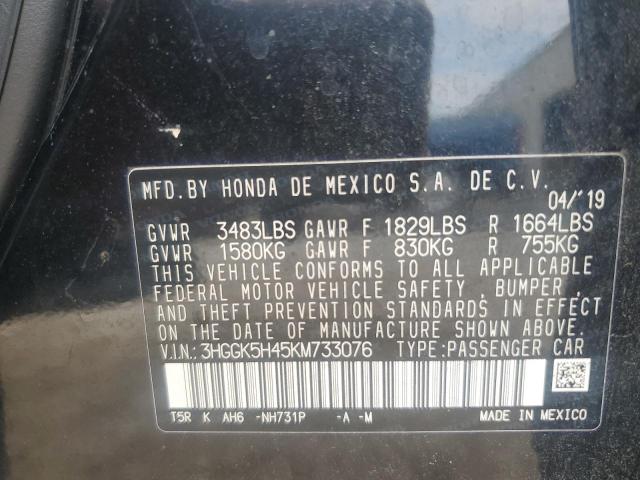 MFD.BY HONDA DE MEXICO S.A. DE C.V.
04/'19
GVWR 3483LBS GAWR F 1829LBS R 1664LBS
GVWR 1580KG GAWR F 830KG R 755KG
THIS VEHICLE CONFORMS TO ALL APPLICABLE
FEDERAL MOTOR VEHICLE SAFETY , BUMPER ,
AND THEFT PREVENTION STANDARDS IN EFFECT
ON THE DATE OF MANUFACTURE SHOWN ABOVE.
V.I.N.: 3HGGK5H45KM733076 TYPE:PASSENGER CAR
T5R K AH6 -NH731P -A -M MADE IN MEXICO